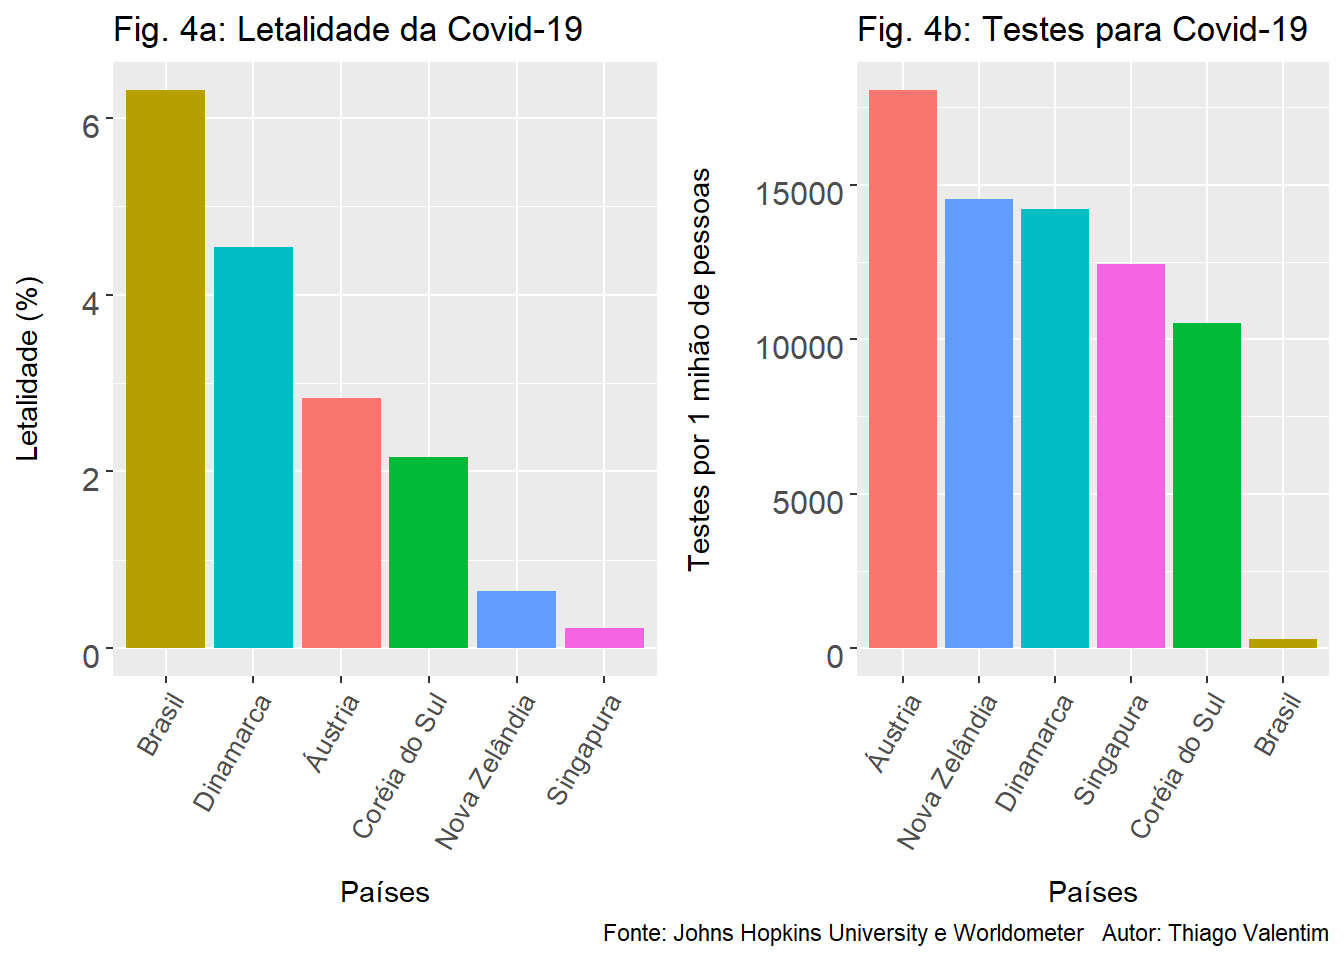 Fig. 4a: Letalidade da Covid-19
Letalidade (%)
6
4
2
0
Brasil
Dinamarca
Áustria
Coréia do Sul
Nova Zelândia
Singapura
Países
Fig. 4b: Testes para Covid-19
Testes por 1 mihão de pessoas
15000
10000
5000
0
Áustria
Nova Zelândia
Dinamarca
Singapura
Coréia do Sul
Brasil
Países
Fonte: Johns Hopkins University e Worldometer   Autor: Thiago Valentim